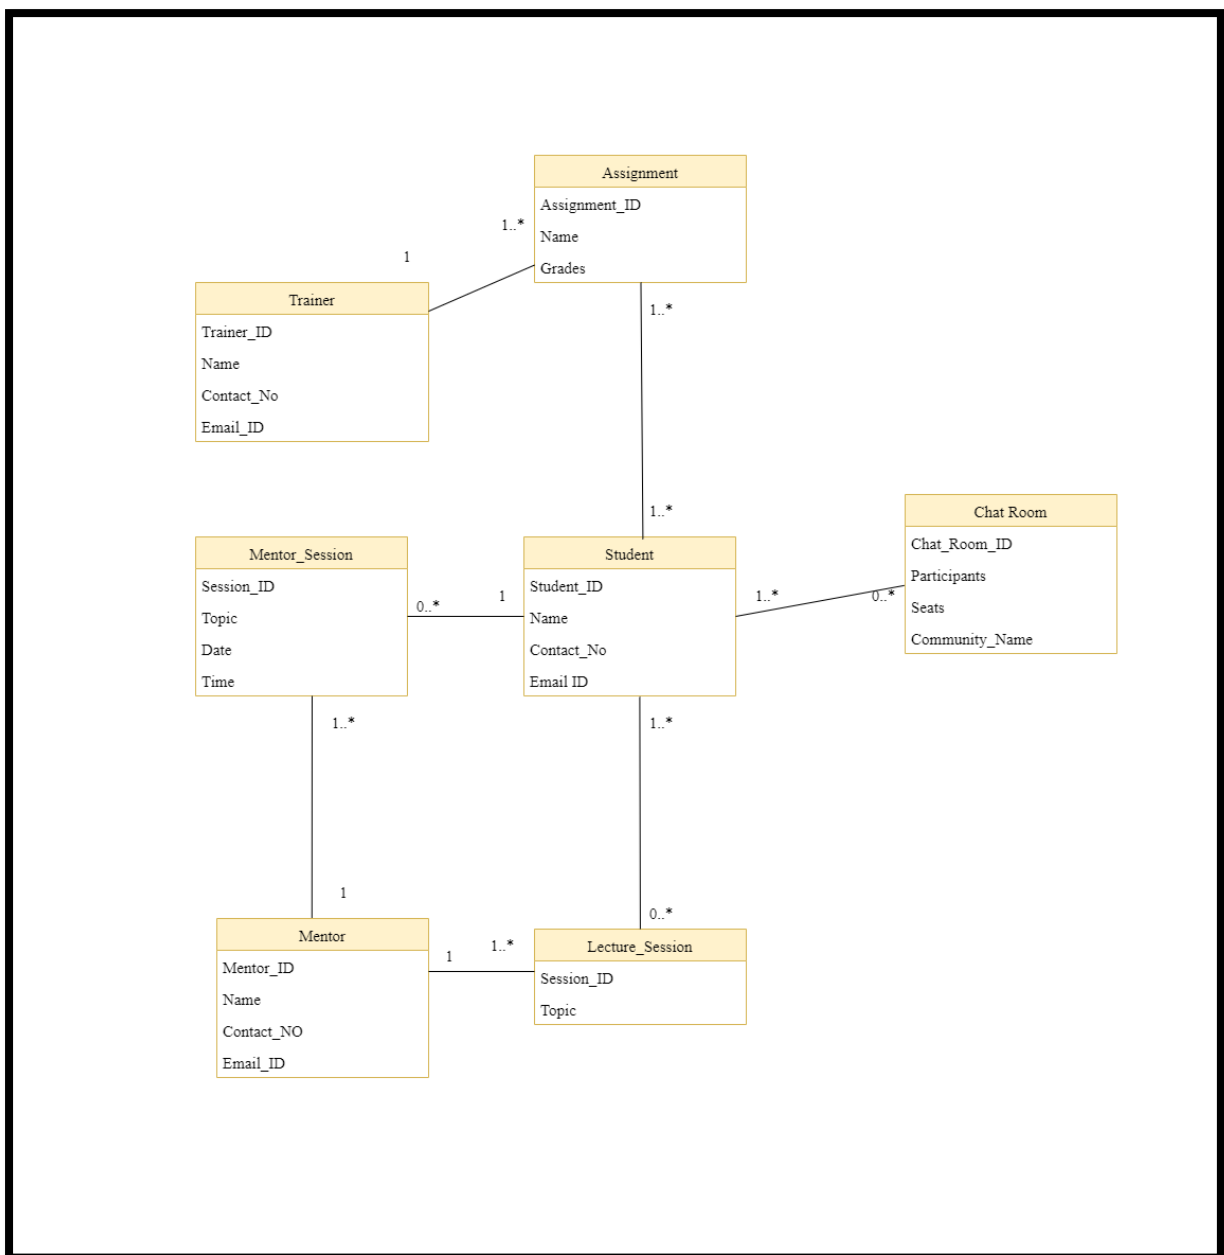 Assignment
Assignment_ID
Name
Grades
1..*
1
Trainer
Trainer_ID
Name
Contact_No
Email_ID
1..*
1..*
Chat Room
Chat_Room_ID
Participants
Seats
Community_Name
Mentor_Session
Session_ID
Topic
Date
Time
0..*
1
Student
Student_ID
Name
Contact_No
Email ID
1..*
0..*
1..*
1..*
1
0..*
Mentor
Mentor_ID
Name
Contact_NO
Email_ID
1
1..*
Lecture_Session
Session_ID
Topic